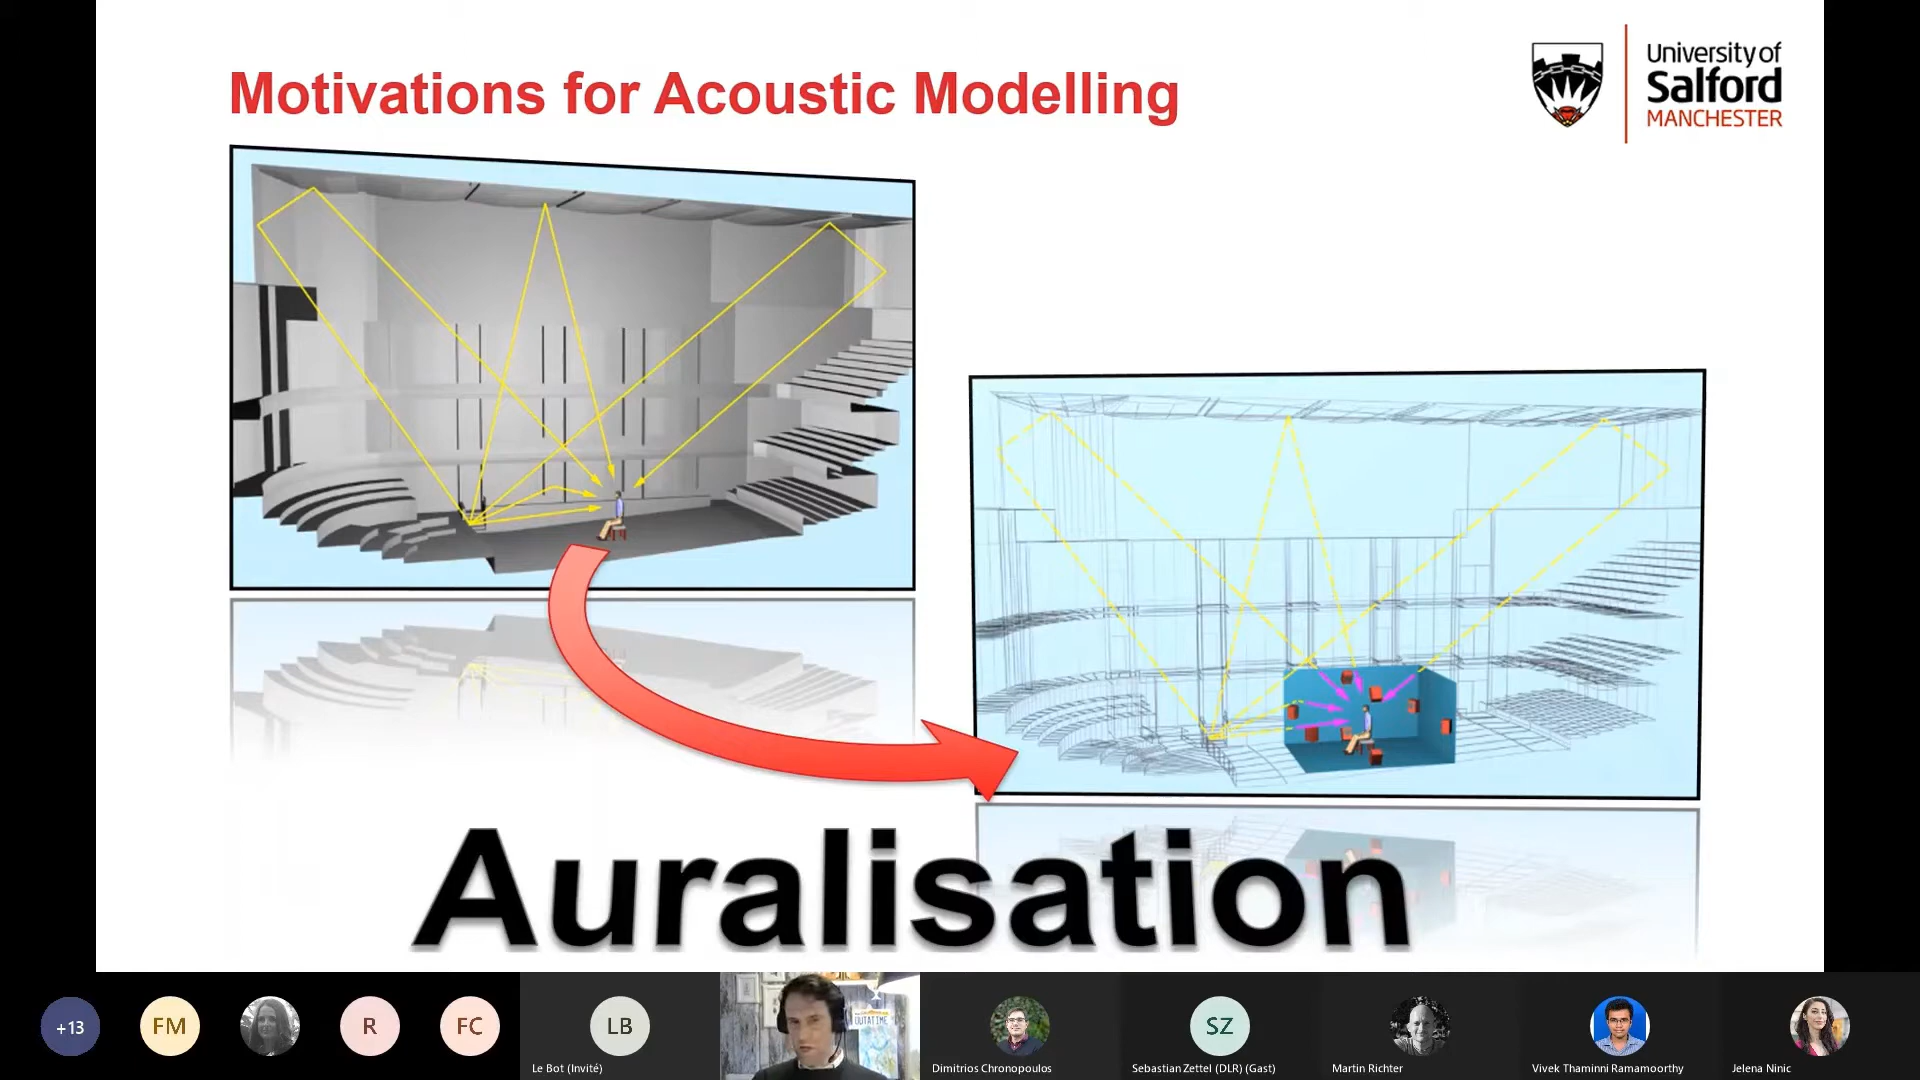 Motivations for Acoustic Modelling
University of
Salford
MANCHESTER
Auralisation
+13
FM
R
FC
LB
Le Bot (Invité)
OUTATIME
Dimitrios Chronopoulos
SZ
Sebastian Zettel (DLR) (Gast)
Martin Richter
Vivek Thaminni Ramamoorthy
Jelena Ninic